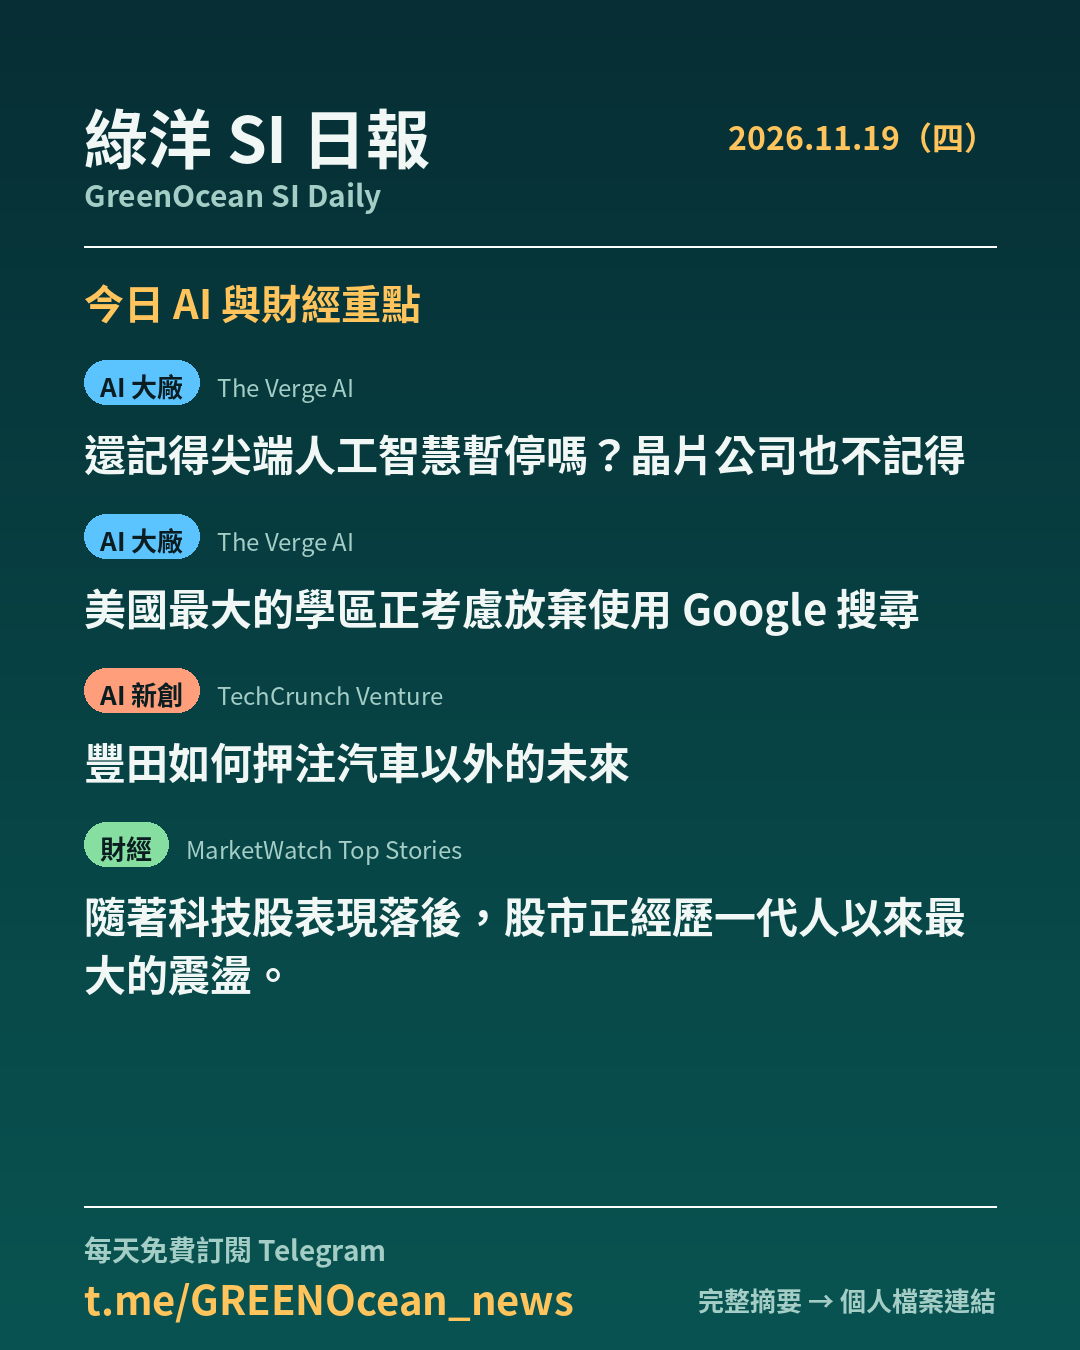 綠洋 SI 日報
2026.11.19（四）
GreenOcean SI Daily
今日 AI 與財經重點
AI 大廠 The Verge AI
還記得尖端人工智慧暫停嗎？晶片公司也不記得
AI 大廠 The Verge AI
美國最大的學區正考慮放棄使用 Google 搜尋
AI 新創 TechCrunch Venture
豐田如何押注汽車以外的未來
財經 MarketWatch Top Stories
隨著科技股表現落後，股市正經歷一代人以來最
大的震盪。
每天免費訂閱 Telegram
t.me/GREENOcean_news
完整摘要 → 個人檔案連結